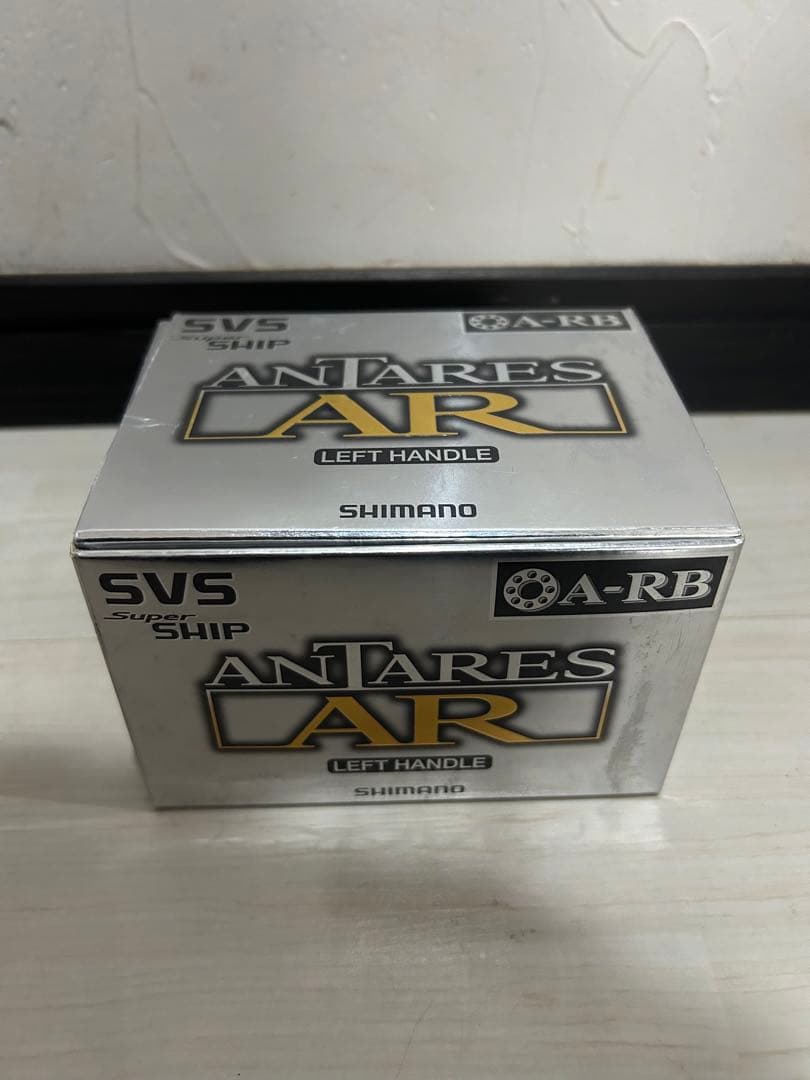 SVS
Super
SHIP
A-RB
ANTARES
AR
LEFT HANDLE
SHIMANO
SVS
Super
SHIP
A-RB
ANTARES
AR
LEFT HANDLE
SHIMANO